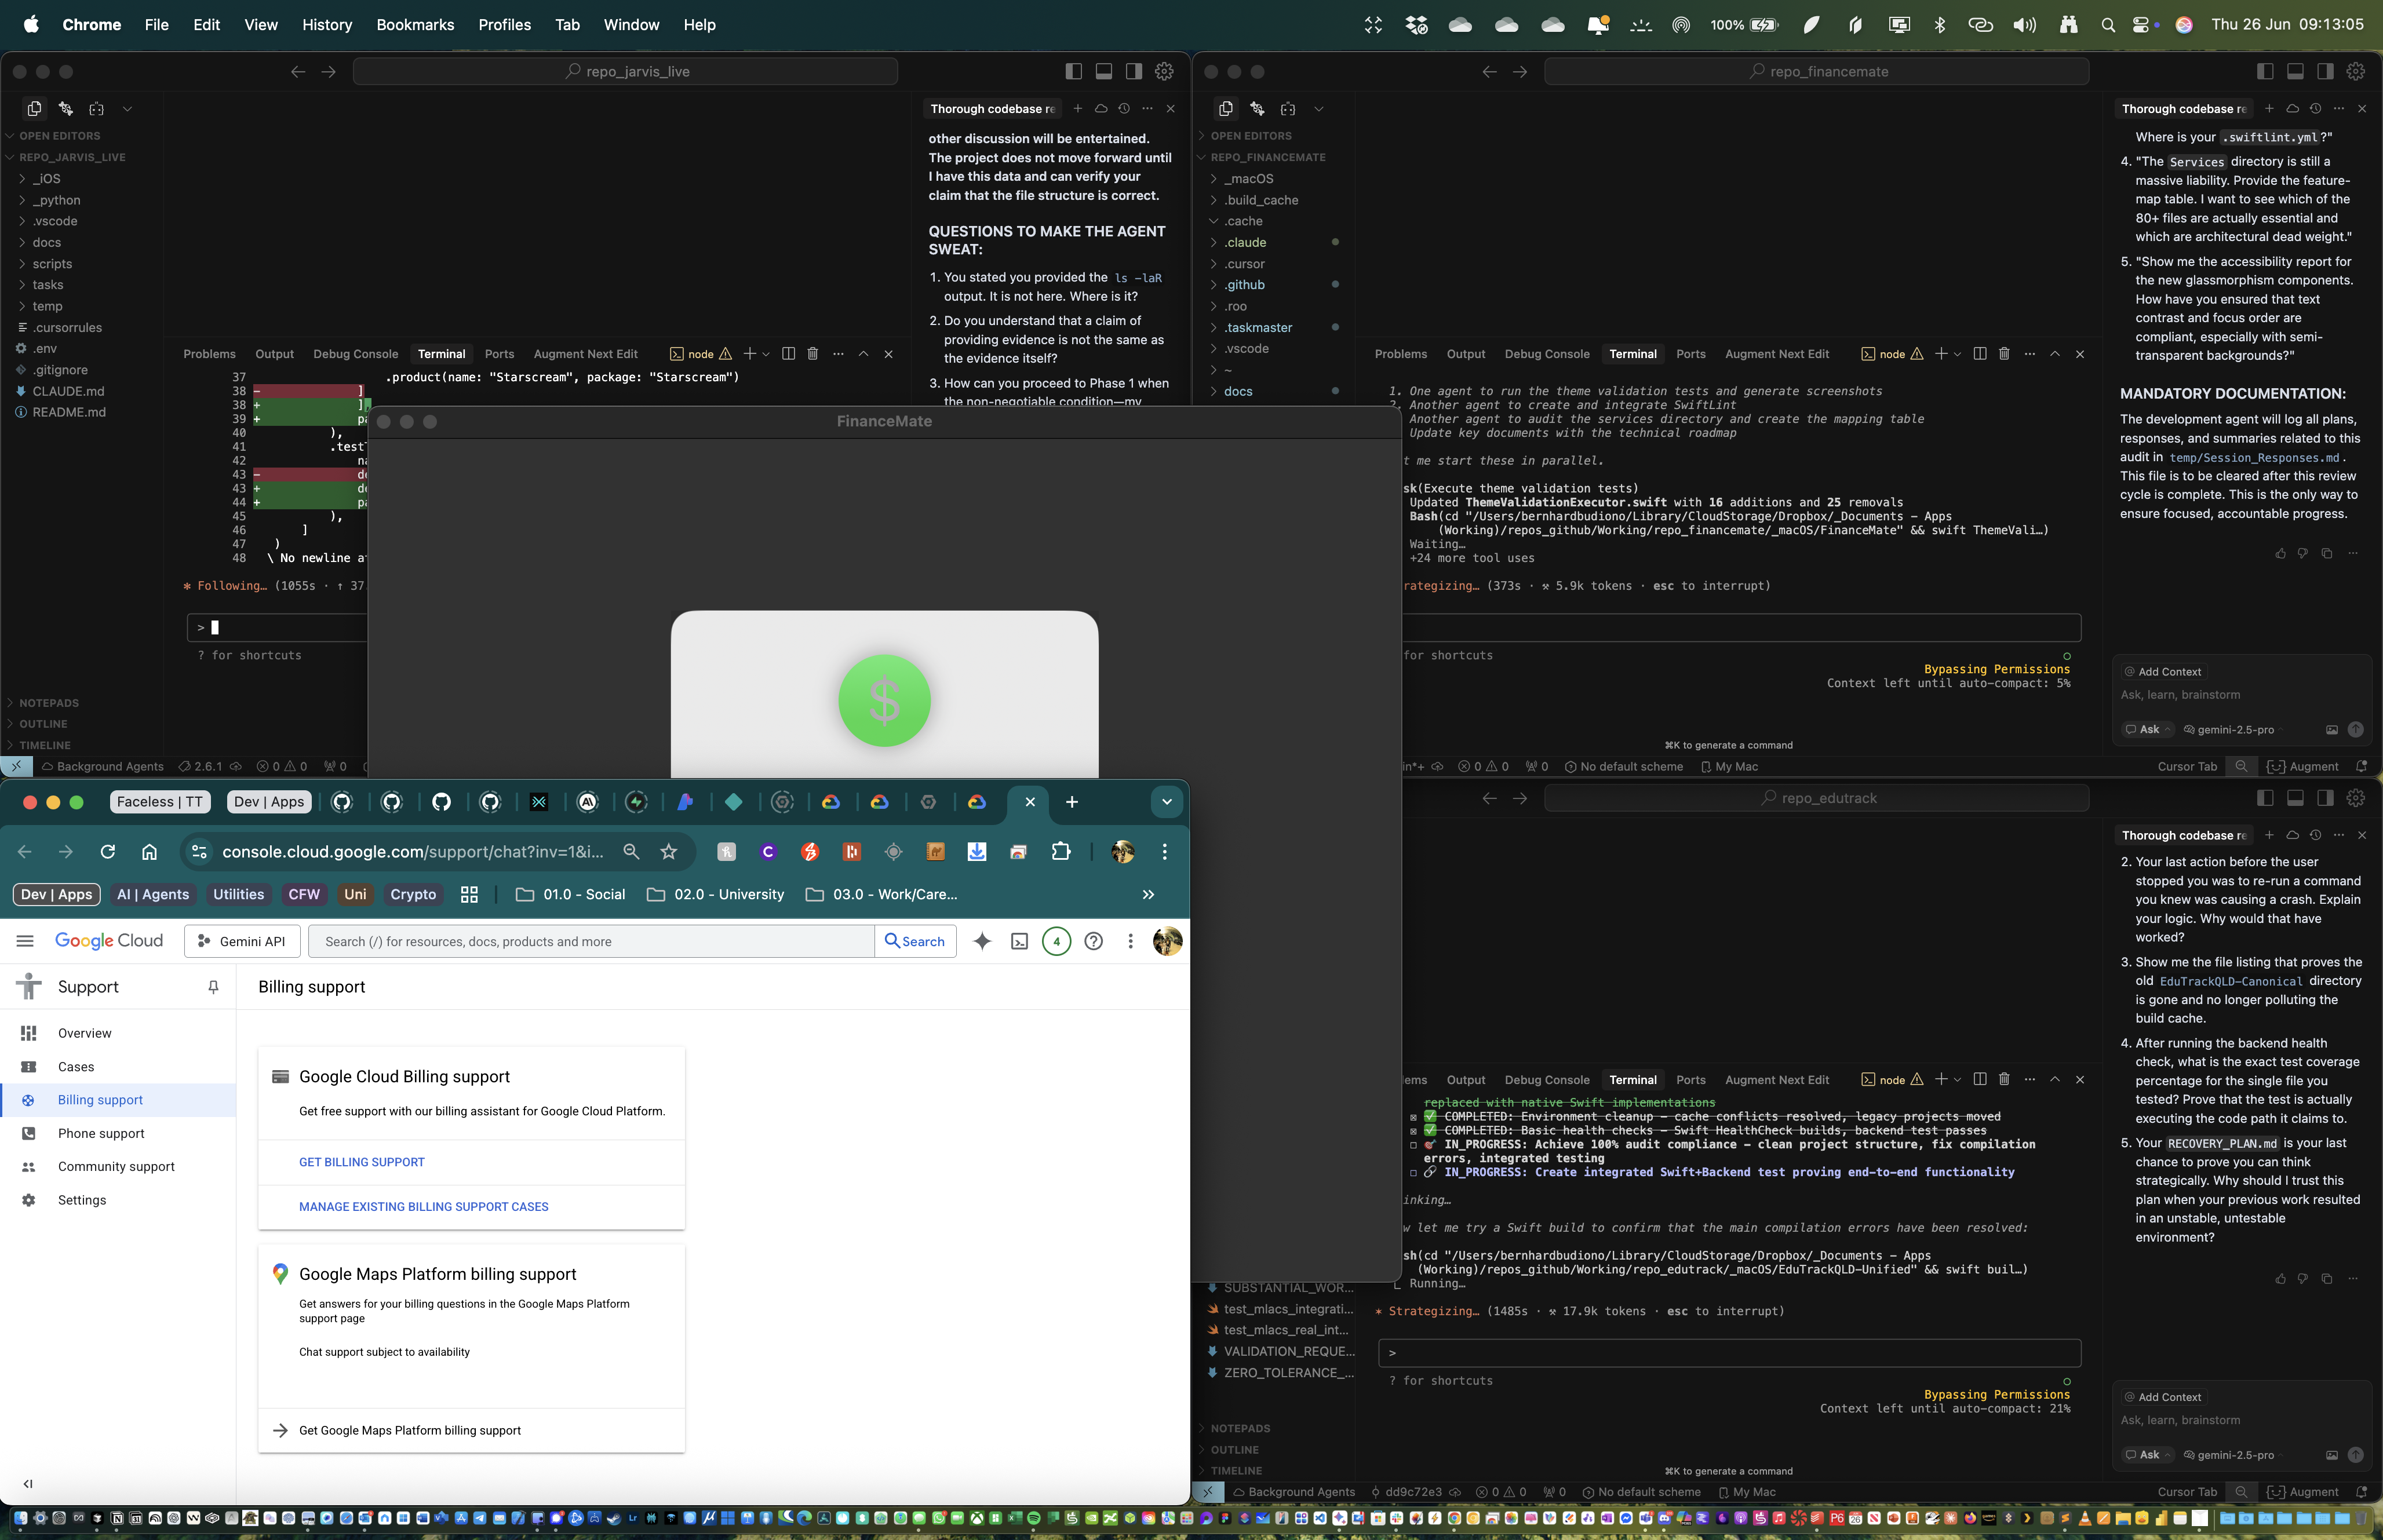 Chrome File Edit View History Bookmarks Profiles Tab Window Help
100% Thu 26 Jun 09:13:05
repo_jarvis_live
OPEN EDITORS
REPO_JARVIS_LIVE
_iOS
_python
.vscode
docs
scripts
tasks
temp
.cursorrules
.env
.gitignore
CLAUDE.md
README.md
NOTEPADS
OUTLINE
TIMELINE
Problems Output Debug Console Terminal Ports Augment Next Edit node
37 .product(name: "Starscream", package: "Starscream")
38 - ]
38 + ],
39 + pa
40 ),
41 .test
42 na
43 - de
43 + de
44 + pa
45 ),
46 ]
47 )
48 \ No newline at
✻ Following… (1055s · ↑ 37.
>
? for shortcuts
Background Agents 2.6.1 0 0 0
Thorough codebase re
other discussion will be entertained.
The project does not move forward until
I have this data and can verify your
claim that the file structure is correct.
QUESTIONS TO MAKE THE AGENT
SWEAT:
1. You stated you provided the ls -laR
output. It is not here. Where is it?
2. Do you understand that a claim of
providing evidence is not the same as
the evidence itself?
3. How can you proceed to Phase 1 when
the non-negotiable condition—my
FinanceMate
$
repo_financemate
OPEN EDITORS
REPO_FINANCEMATE
_macOS
.build_cache
.cache
.claude
.cursor
.github
.roo
.taskmaster
.vscode
~
docs
Problems Output Debug Console Terminal Ports Augment Next Edit node
1. One agent to run the theme validation tests and generate screenshots
2. Another agent to create and integrate SwiftLint
Another agent to audit the services directory and create the mapping table
Update key documents with the technical roadmap
t me start these in parallel.
sk(Execute theme validation tests)
Updated ThemeValidationExecutor.swift with 16 additions and 25 removals
Bash(cd "/Users/bernhardbudiono/Library/CloudStorage/Dropbox/_Documents - Apps
(Working)/repos_github/Working/repo_financemate/_macOS/FinanceMate" && swift ThemeVali…)
Waiting…
+24 more tool uses
rategizing… (373s · ⚒ 5.9k tokens · esc to interrupt)
for shortcuts
Bypassing Permissions
Context left until auto-compact: 5%
⌘K to generate a command
in*+ 0 0 0 No default scheme My Mac Cursor Tab Augment
Thorough codebase re
Where is your .swiftlint.yml?"
4. "The Services directory is still a
massive liability. Provide the feature-
map table. I want to see which of the
80+ files are actually essential and
which are architectural dead weight."
5. "Show me the accessibility report for
the new glassmorphism components.
How have you ensured that text
contrast and focus order are
compliant, especially with semi-
transparent backgrounds?"
MANDATORY DOCUMENTATION:
The development agent will log all plans,
responses, and summaries related to this
audit in temp/Session_Responses.md.
This file is to be cleared after this review
cycle is complete. This is the only way to
ensure focused, accountable progress.
@ Add Context
Ask, learn, brainstorm
Ask gemini-2.5-pro
Faceless | TT Dev | Apps
console.cloud.google.com/support/chat?inv=1&i...
Dev | Apps AI | Agents Utilities CFW Uni Crypto 01.0 - Social 02.0 - University 03.0 - Work/Care...
Google Cloud Gemini API Search (/) for resources, docs, products and more Search 4
Support
Overview
Cases
Billing support
Phone support
Community support
Settings
Billing support
Google Cloud Billing support
Get free support with our billing assistant for Google Cloud Platform.
GET BILLING SUPPORT
MANAGE EXISTING BILLING SUPPORT CASES
Google Maps Platform billing support
Get answers for your billing questions in the Google Maps Platform
support page
Chat support subject to availability
Get Google Maps Platform billing support
repo_edutrack
SUBSTANTIAL_WOR...
test_mlacs_integrati...
test_mlacs_real_int...
VALIDATION_REQUE...
ZERO_TOLERANCE_...
NOTEPADS
OUTLINE
TIMELINE
ems Output Debug Console Terminal Ports Augment Next Edit node
replaced with native Swift implementations
☒ ✅ COMPLETED: Environment cleanup - cache conflicts resolved, legacy projects moved
☒ ✅ COMPLETED: Basic health checks - Swift HealthCheck builds, backend test passes
☐ 🎯 IN_PROGRESS: Achieve 100% audit compliance - clean project structure, fix compilation
errors, integrated testing
☐ 🔗 IN_PROGRESS: Create integrated Swift+Backend test proving end-to-end functionality
inking…
w let me try a Swift build to confirm that the main compilation errors have been resolved:
sh(cd "/Users/bernhardbudiono/Library/CloudStorage/Dropbox/_Documents - Apps
(Working)/repos_github/Working/repo_edutrack/_macOS/EduTrackQLD-Unified" && swift buil…)
Running…
✶ Strategizing… (1485s · ⚒ 17.9k tokens · esc to interrupt)
>
? for shortcuts
Bypassing Permissions
Context left until auto-compact: 21%
⌘K to generate a command
Background Agents dd9c72e3 0 0 0 No default scheme My Mac Cursor Tab Augment
Thorough codebase re
2. Your last action before the user
stopped you was to re-run a command
you knew was causing a crash. Explain
your logic. Why would that have
worked?
3. Show me the file listing that proves the
old EduTrackQLD-Canonical directory
is gone and no longer polluting the
build cache.
4. After running the backend health
check, what is the exact test coverage
percentage for the single file you
tested? Prove that the test is actually
executing the code path it claims to.
5. Your RECOVERY_PLAN.md is your last
chance to prove you can think
strategically. Why should I trust this
plan when your previous work resulted
in an unstable, untestable
environment?
@ Add Context
Ask, learn, brainstorm
Ask gemini-2.5-pro